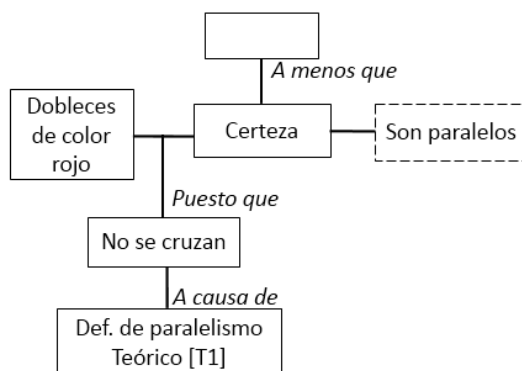 A menos que
Dobleces
de color
rojo
Certeza
Son paralelos
Puesto que
No se cruzan
A causa de
Def. de paralelismo
Teórico [T1]